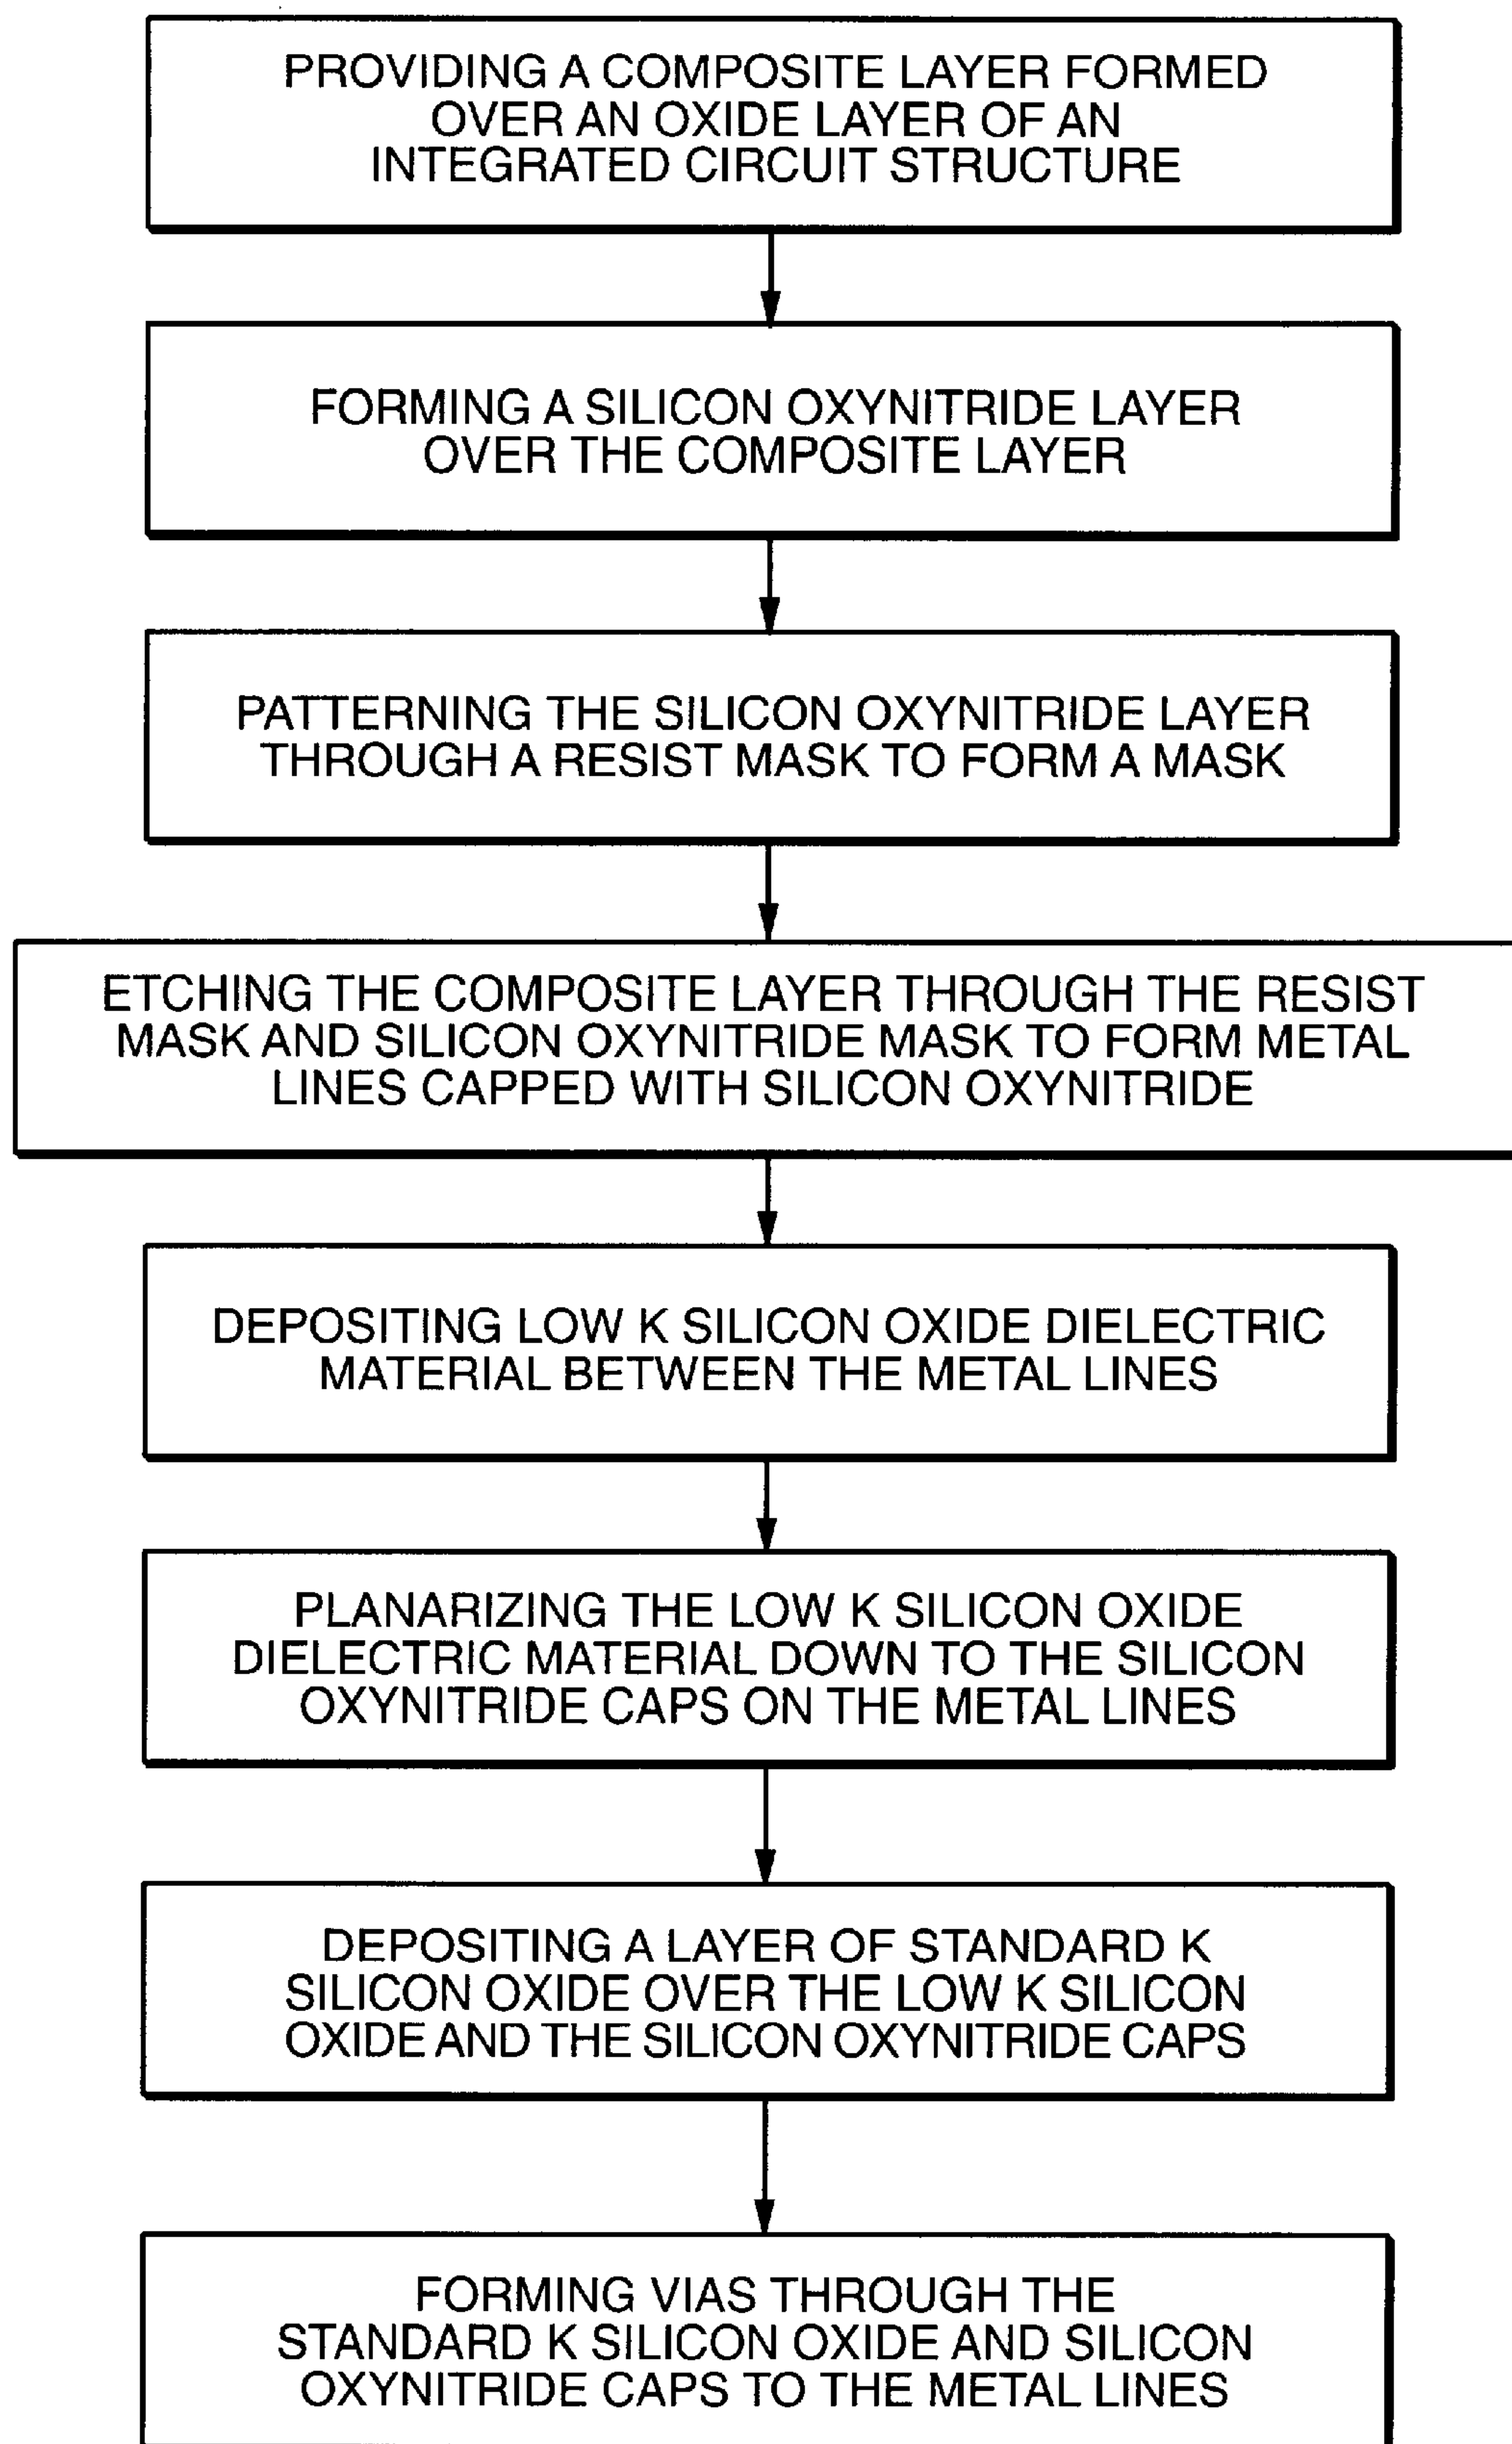 PROVIDING A COMPOSITE LAYER FORMED
OVER AN OXIDE LAYER OF AN
INTEGRATED CIRCUIT STRUCTURE
FORMING A SILICON OXYNITRIDE LAYER
OVER THE COMPOSITE LAYER
PATTERNING THE SILICON OXYNITRIDE LAYER
THROUGH A RESIST MASK TO FORM A MASK
ETCHING THE COMPOSITE LAYER THROUGH THE RESIST
MASK AND SILICON OXYNITRIDE MASK TO FORM METAL
LINES CAPPED WITH SILICON OXYNITRIDE
DEPOSITING LOW K SILICON OXIDE DIELECTRIC
MATERIAL BETWEEN THE METAL LINES
PLANARIZING THE LOW K SILICON OXIDE
DIELECTRIC MATERIAL DOWN TO THE SILICON
OXYNITRIDE CAPS ON THE METAL LINES
DEPOSITING A LAYER OF STANDARD K
SILICON OXIDE OVER THE LOW K SILICON
OXIDE AND THE SILICON OXYNITRIDE CAPS
FORMING VIAS THROUGH THE
STANDARD K SILICON OXIDE AND SILICON
OXYNITRIDE CAPS TO THE METAL LINES